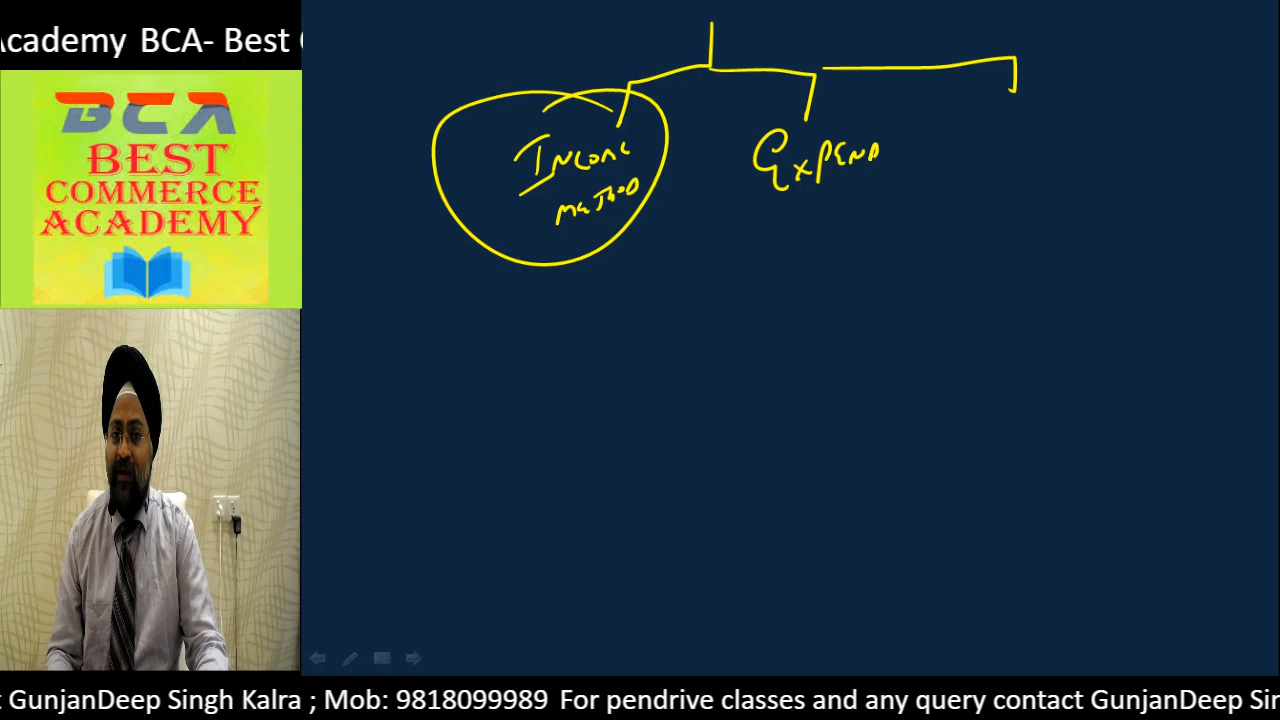 Academy BCA- Best
BCA
BEST
COMMERCE
ACADEMY
INCOME
METHOD
EXPEND
GunjanDeep Singh Kalra ; Mob: 9818099989 For pendrive classes and any query contact GunjanDeep Sin